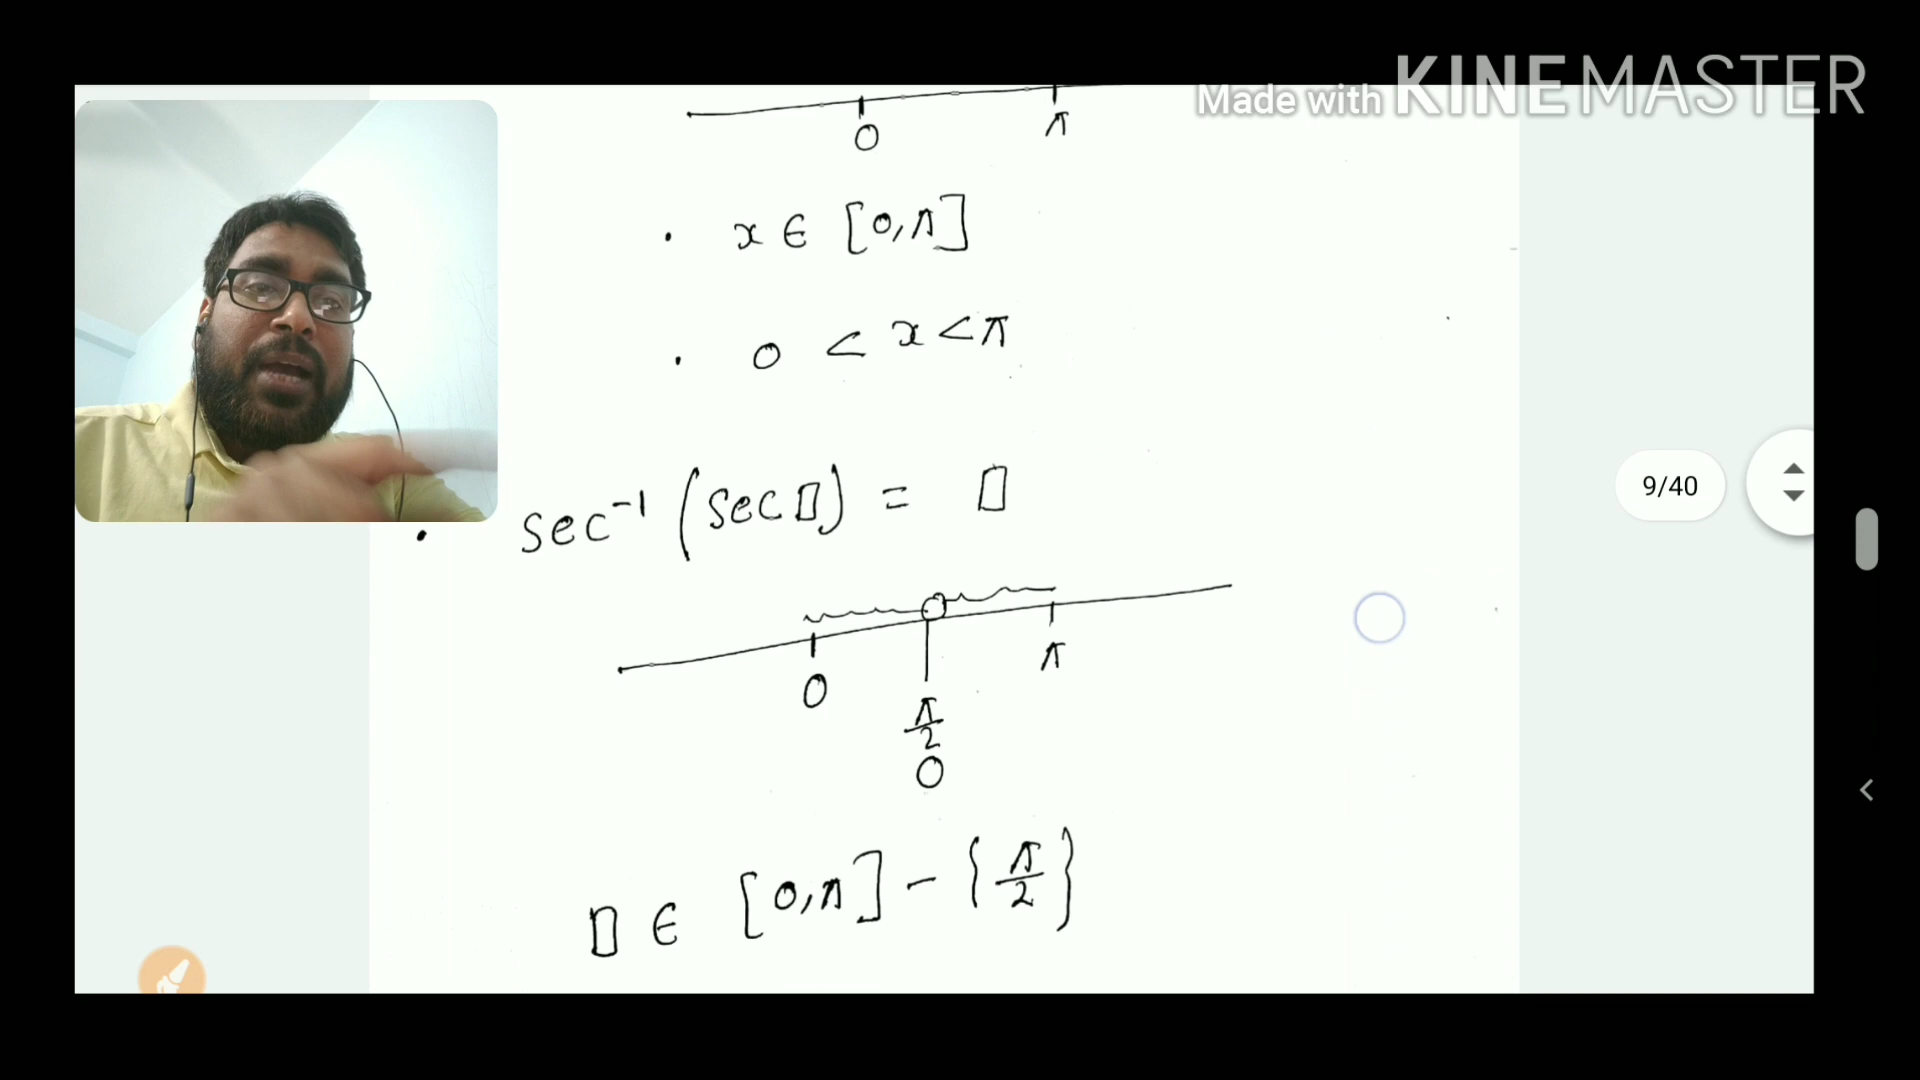 Made with KINEMASTER
0 π
· x ∈ [0, π]
· 0 < x < π
· sec⁻¹ (sec▯) = ▯
0 π
π/2
0
▯ ∈ [0, π] - {π/2}
9/40